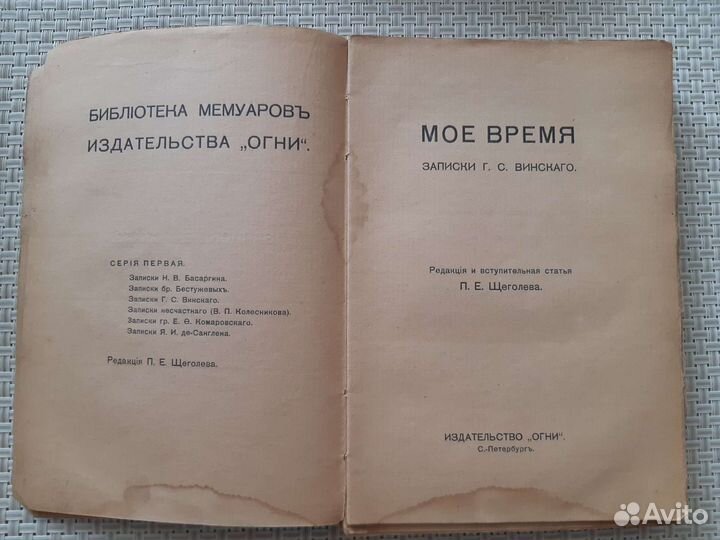 БИБЛІОТЕКА МЕМУАРОВЪ
ИЗДАТЕЛЬСТВА „ОГНИ“.
СЕРІЯ ПЕРВАЯ.
Записки Н. В. Басаргина.
Записки бр. Бестужевыхъ.
Записки Г. С. Винскаго.
Записки несчастнаго (В. П. Колесникова).
Записки гр. Е. Ѳ. Комаровскаго.
Записки Я. И. де-Санглена.
Редакція П. Е. Щеголева.
МОЕ ВРЕМЯ
ЗАПИСКИ Г. С. ВИНСКАГО.
Редакція и вступительная статья
П. Е. Щеголева.
ИЗДАТЕЛЬСТВО „ОГНИ“.
С.-Петербургъ.
Avito